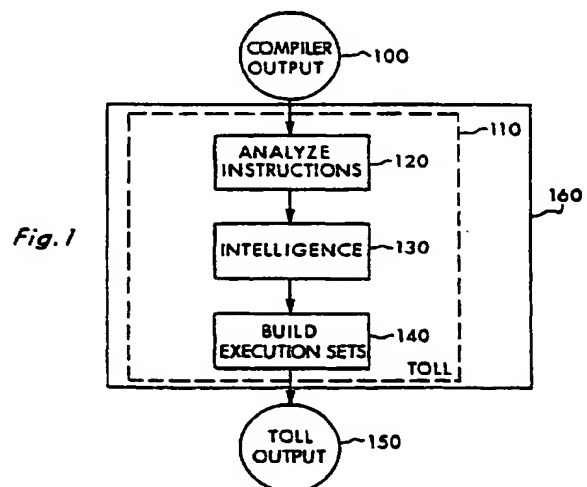 COMPILER
OUTPUT
100
110
ANALYZE
INSTRUCTIONS
120
160
Fig. 1
INTELLIGENCE
130
BUILD
EXECUTION SETS
140
TOLL
TOLL
OUTPUT
150